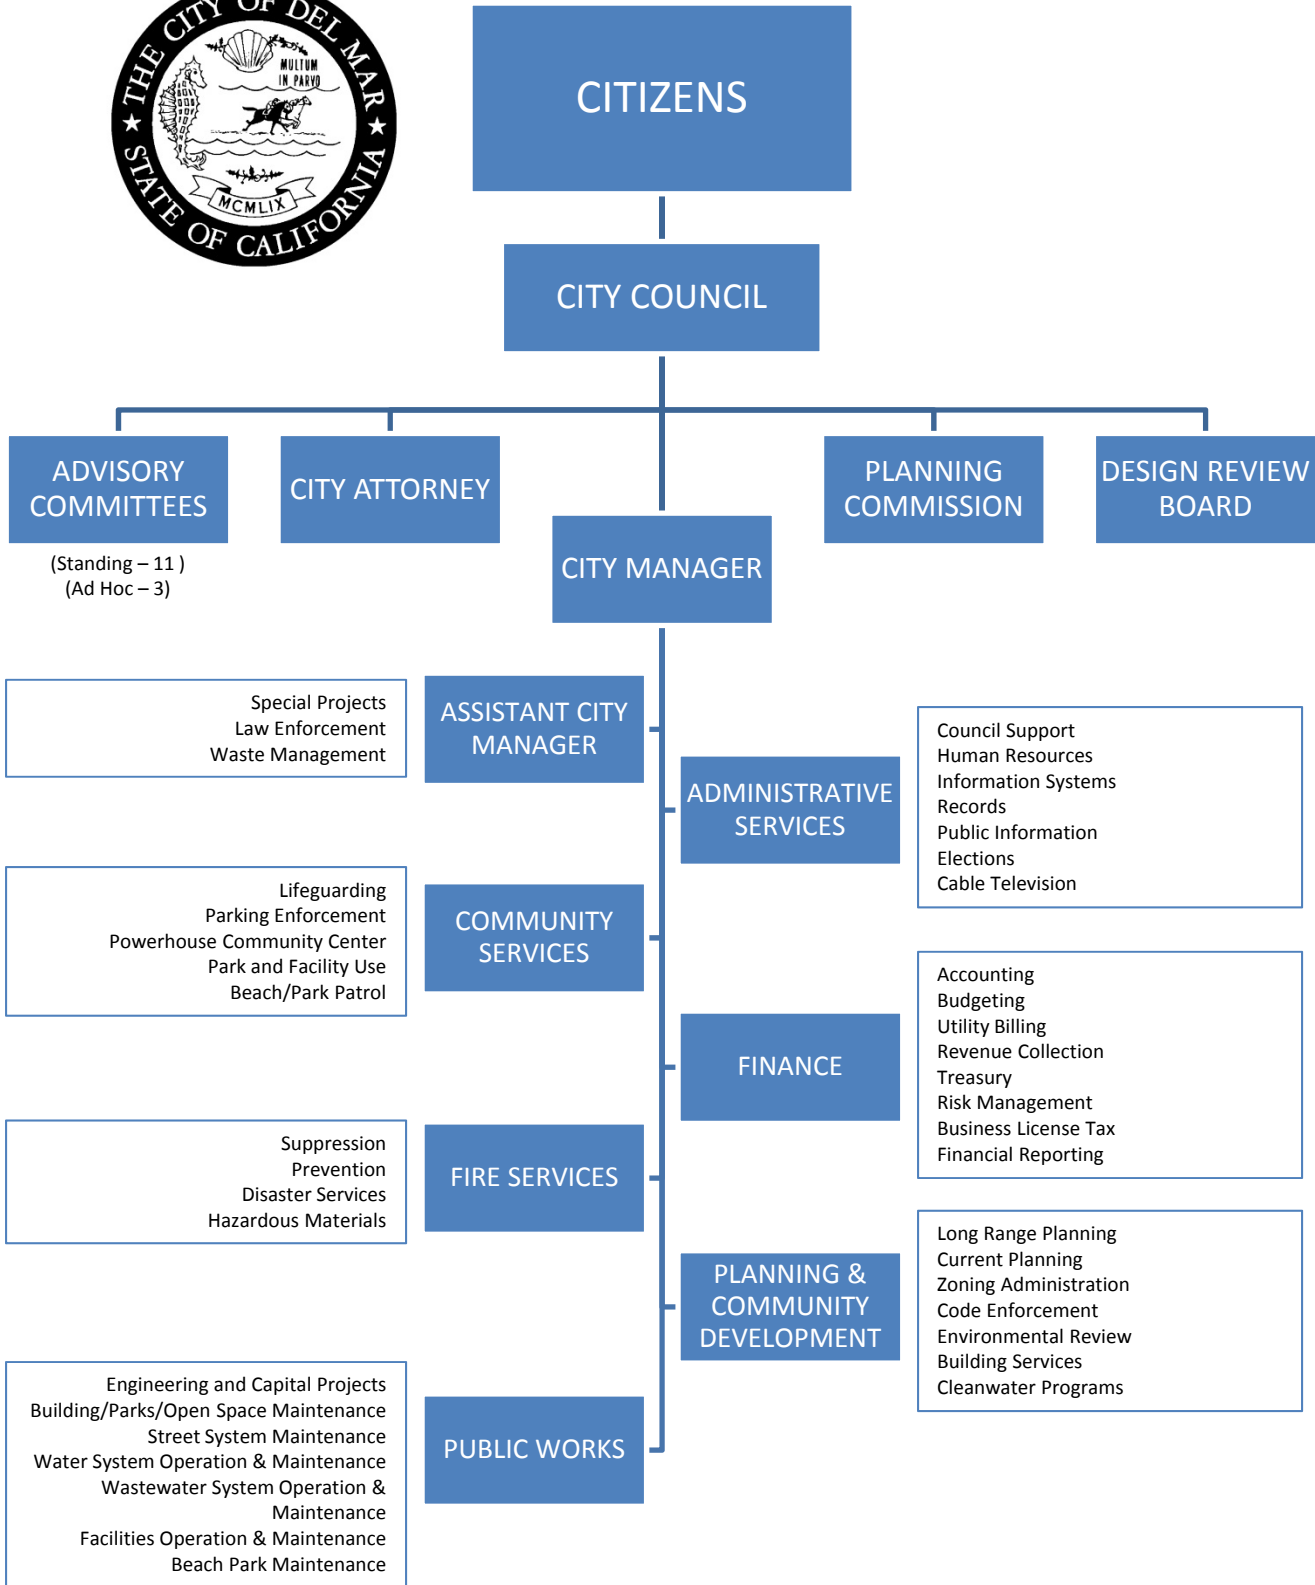 THE CITY OF DEL MAR
STATE OF CALIFORNIA
MULTUM
IN PARVO
MCMLIX
CITIZENS
CITY COUNCIL
ADVISORY
COMMITTEES
(Standing – 11 )
(Ad Hoc – 3)
CITY ATTORNEY
CITY MANAGER
PLANNING
COMMISSION
DESIGN REVIEW
BOARD
Special Projects
Law Enforcement
Waste Management
ASSISTANT CITY
MANAGER
ADMINISTRATIVE
SERVICES
Council Support
Human Resources
Information Systems
Records
Public Information
Elections
Cable Television
Lifeguarding
Parking Enforcement
Powerhouse Community Center
Park and Facility Use
Beach/Park Patrol
COMMUNITY
SERVICES
FINANCE
Accounting
Budgeting
Utility Billing
Revenue Collection
Treasury
Risk Management
Business License Tax
Financial Reporting
Suppression
Prevention
Disaster Services
Hazardous Materials
FIRE SERVICES
PLANNING &
COMMUNITY
DEVELOPMENT
Long Range Planning
Current Planning
Zoning Administration
Code Enforcement
Environmental Review
Building Services
Cleanwater Programs
Engineering and Capital Projects
Building/Parks/Open Space Maintenance
Street System Maintenance
Water System Operation & Maintenance
Wastewater System Operation &
Maintenance
Facilities Operation & Maintenance
Beach Park Maintenance
PUBLIC WORKS